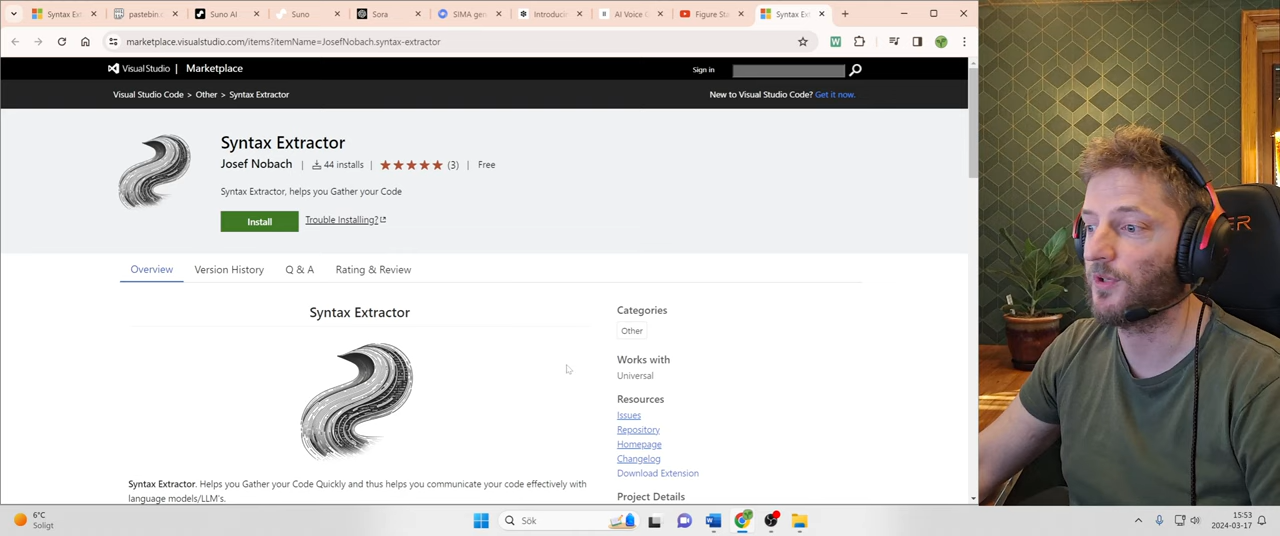 Syntax Ex
pastebin.c
Suno AI
Suno
Sora
SIMA gen
Introducin
AI Voice
Figure Sta
Syntax Ex
marketplace.visualstudio.com/items?itemName=JosefNobach.syntax-extractor
Visual Studio | Marketplace
Sign in
Visual Studio Code > Other > Syntax Extractor
New to Visual Studio Code? Get it now.
Syntax Extractor
Josef Nobach | 44 installs | (3) | Free
Syntax Extractor, helps you Gather your Code
Install Trouble Installing?
Overview Version History Q & A Rating & Review
Syntax Extractor
Categories
Other
Works with
Universal
Resources
Issues
Repository
Homepage
Changelog
Download Extension
Project Details
Syntax Extractor. Helps you Gather your Code Quickly and thus helps you communicate your code effectively with
language models/LLM's.
6°C
Soligt
Sök
15:53
2024-03-17